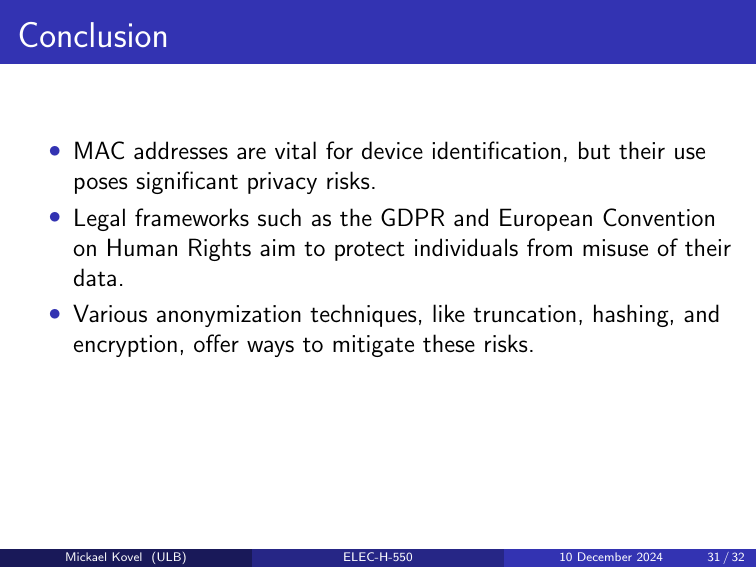 Conclusion
• MAC addresses are vital for device identification, but their use
poses significant privacy risks.
• Legal frameworks such as the GDPR and European Convention
on Human Rights aim to protect individuals from misuse of their
data.
• Various anonymization techniques, like truncation, hashing, and
encryption, offer ways to mitigate these risks.
Mickael Kovel (ULB) ELEC-H-550 10 December 2024 31 / 32